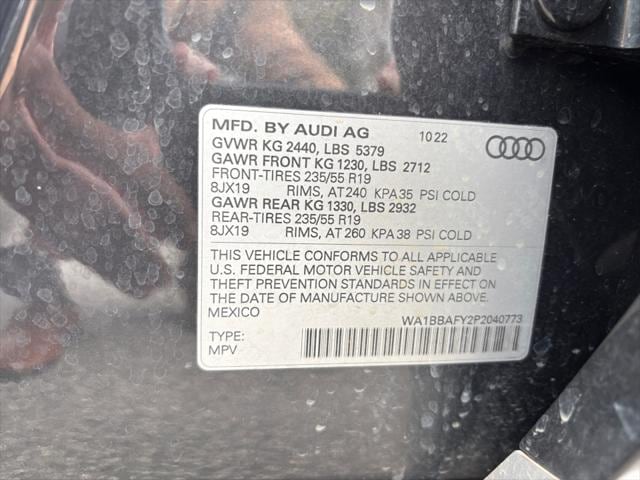 MFD. BY AUDI AG 10 22
GVWR KG 2440, LBS 5379
GAWR FRONT KG 1230, LBS 2712
FRONT-TIRES 235/55 R19
8JX19 RIMS, AT 240 KPA 35 PSI COLD
GAWR REAR KG 1330, LBS 2932
REAR-TIRES 235/55 R19
8JX19 RIMS, AT 260 KPA 38 PSI COLD
THIS VEHICLE CONFORMS TO ALL APPLICABLE
U.S. FEDERAL MOTOR VEHICLE SAFETY AND
THEFT PREVENTION STANDARDS IN EFFECT ON
THE DATE OF MANUFACTURE SHOWN ABOVE.
MEXICO
WA1BBAFY2P2040773
TYPE:
MPV